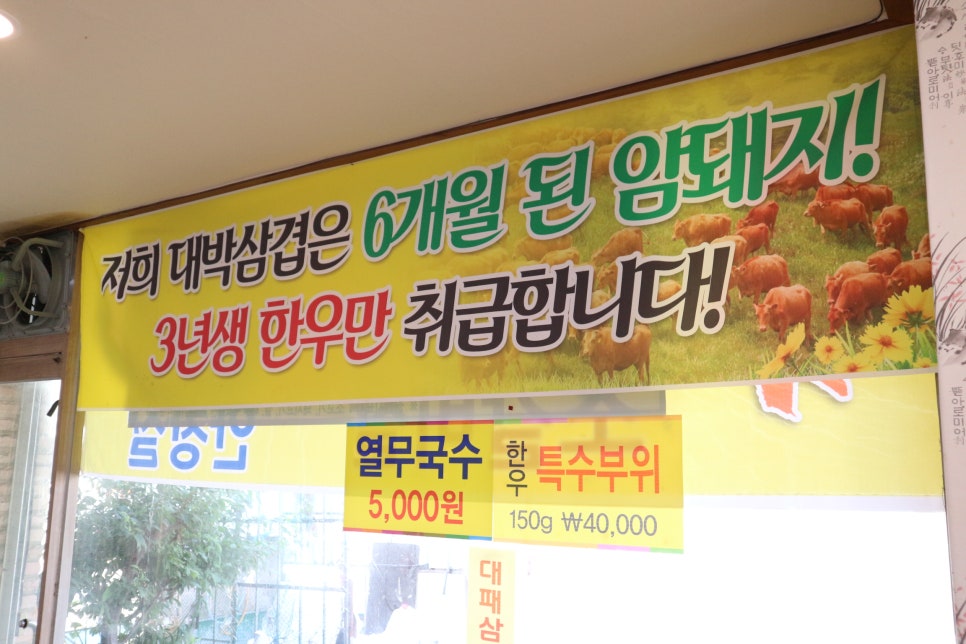 저희 대박삼겹은 6개월 된 암돼지!
3년생 한우만 취급합니다!
열무국수
5,000원
한우 특수부위
150g ₩40,000
대패삼